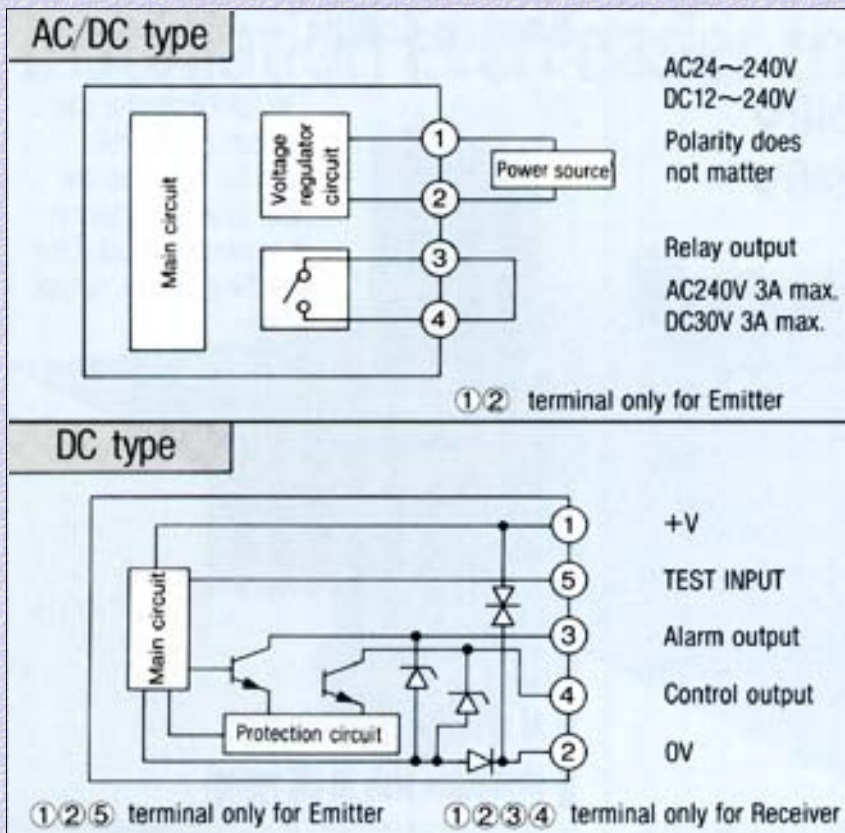 AC/DC type
Main circuit
Voltage
regulator
circuit
1
2
3
4
Power source
AC24～240V
DC12～240V
Polarity does
not matter
Relay output
AC240V 3A max.
DC30V 3A max.
①② terminal only for Emitter
DC type
Main circuit
Protection circuit
1 +V
5 TEST INPUT
3 Alarm output
4 Control output
2 0V
①②⑤ terminal only for Emitter
①②③④ terminal only for Receiver